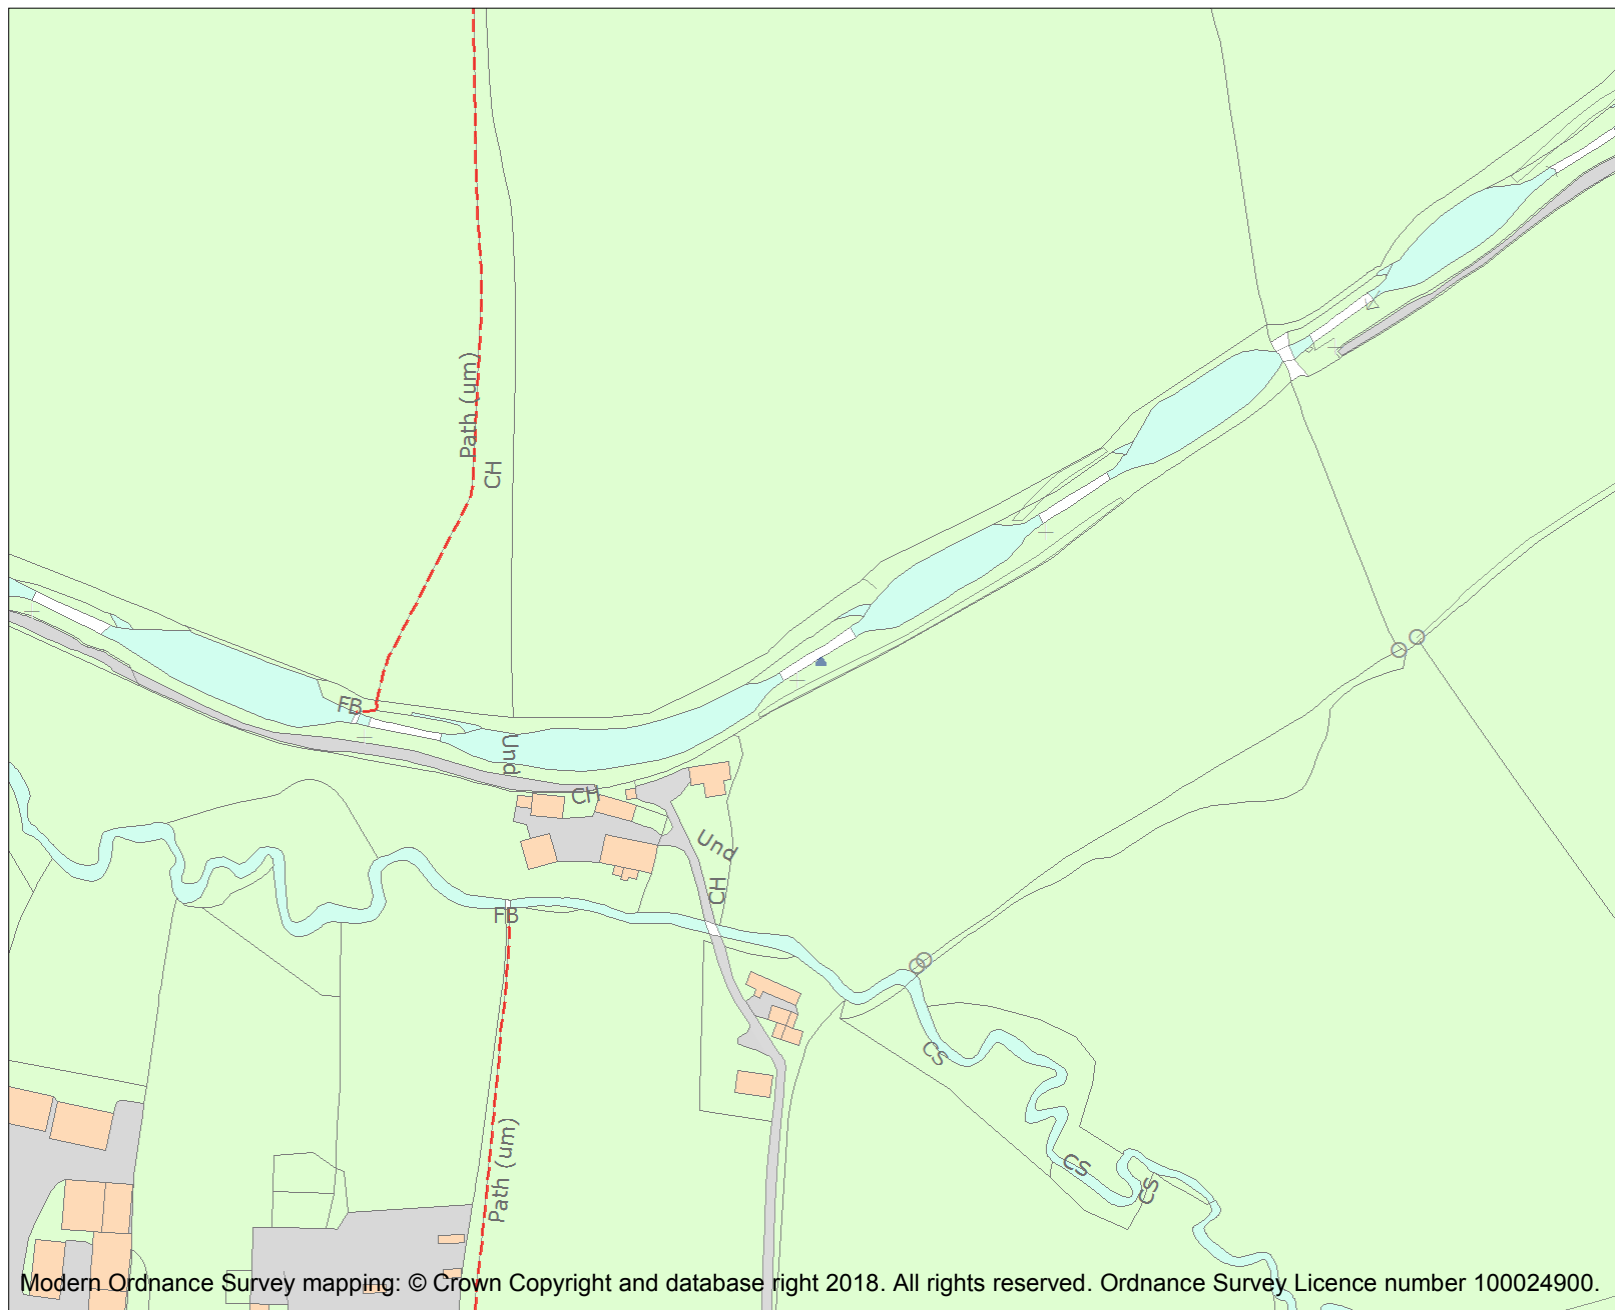 Path (um)
CH
FB
Und
CH
Und
CH
FB
CS
Path (um)
CS
CS
Modern Ordnance Survey mapping: © Crown Copyright and database right 2018. All rights reserved. Ordnance Survey Licence number 100024900.